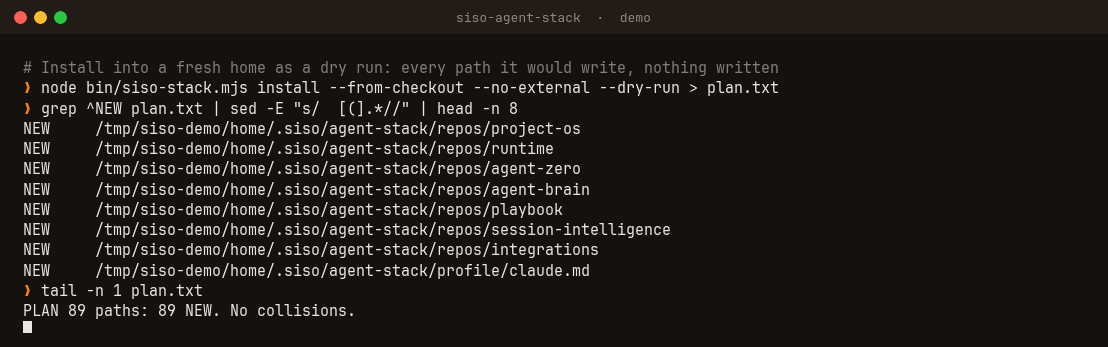 siso-agent-stack · demo
# Install into a fresh home as a dry run: every path it would write, nothing written
❯ node bin/siso-stack.mjs install --from-checkout --no-external --dry-run > plan.txt
❯ grep ^NEW plan.txt | sed -E "s/  [(].*//" | head -n 8
NEW     /tmp/siso-demo/home/.siso/agent-stack/repos/project-os
NEW     /tmp/siso-demo/home/.siso/agent-stack/repos/runtime
NEW     /tmp/siso-demo/home/.siso/agent-stack/repos/agent-zero
NEW     /tmp/siso-demo/home/.siso/agent-stack/repos/agent-brain
NEW     /tmp/siso-demo/home/.siso/agent-stack/repos/playbook
NEW     /tmp/siso-demo/home/.siso/agent-stack/repos/session-intelligence
NEW     /tmp/siso-demo/home/.siso/agent-stack/repos/integrations
NEW     /tmp/siso-demo/home/.siso/agent-stack/profile/claude.md
❯ tail -n 1 plan.txt
PLAN 89 paths: 89 NEW. No collisions.